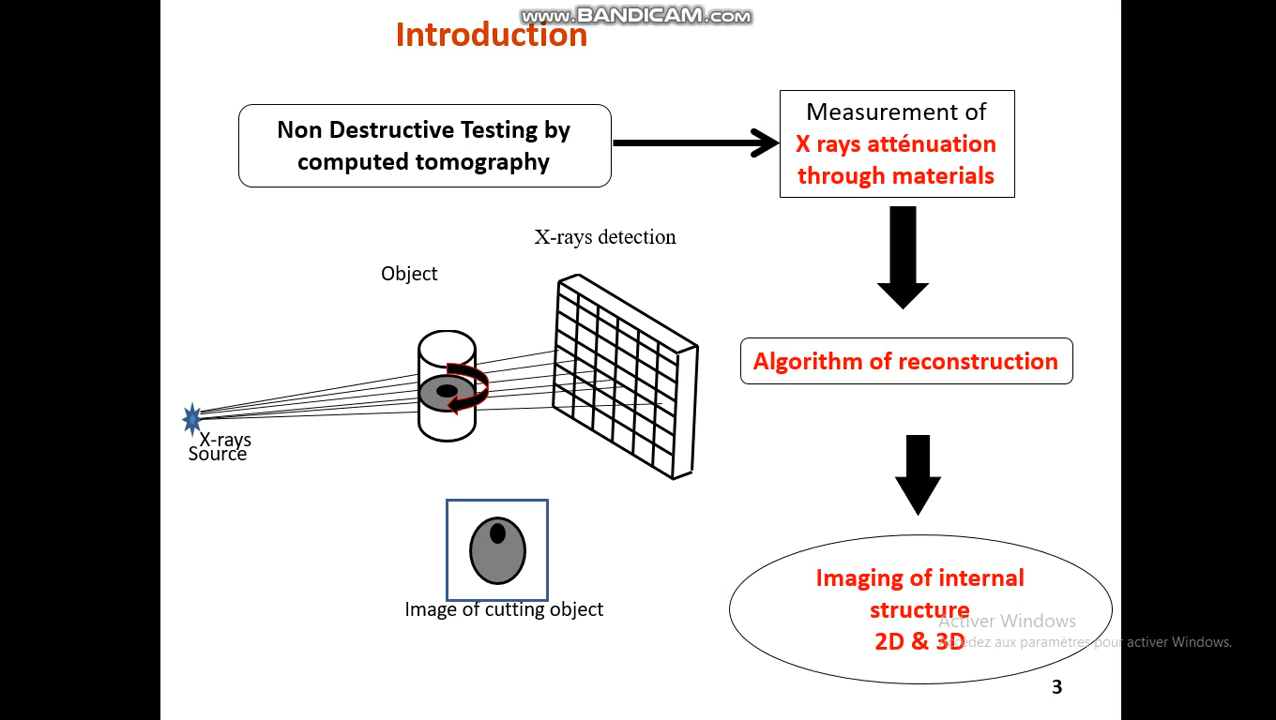 www.BANDICAM.com
Introduction
Non Destructive Testing by
computed tomography
Measurement of
X rays atténuation
through materials
X-rays detection
Object
Algorithm of reconstruction
X-rays
Source
Imaging of internal
structure
2D & 3D
Image of cutting object
Activer Windows
Accédez aux paramètres pour activer Windows.
3